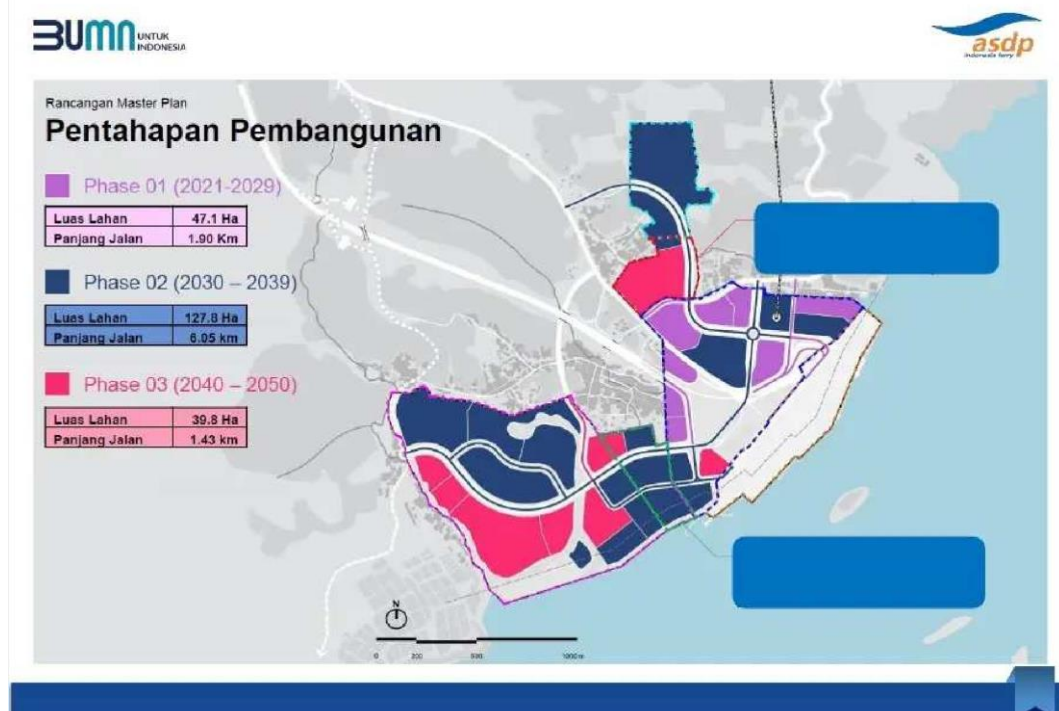 BUMN UNTUK
INDONESIA
asdp
Indonesia ferry
Rancangan Master Plan
Pentahapan Pembangunan
Phase 01 (2021-2029)
Luas Lahan 47.1 Ha
Panjang Jalan 1.90 Km
Phase 02 (2030 – 2039)
Luas Lahan 127.8 Ha
Panjang Jalan 6.05 km
Phase 03 (2040 – 2050)
Luas Lahan 39.8 Ha
Panjang Jalan 1.43 km
N
0 200 500 1000 m